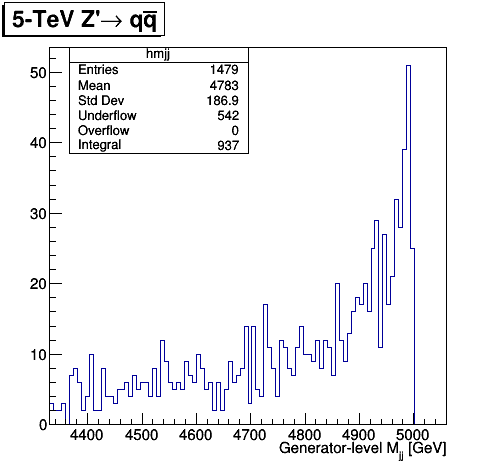 5-TeV Z'→ qq̅
hmjj
Entries 1479
Mean 4783
Std Dev 186.9
Underflow 542
Overflow 0
Integral 937
50
40
30
20
10
0
4400 4500 4600 4700 4800 4900 5000
Generator-level Mjj [GeV]